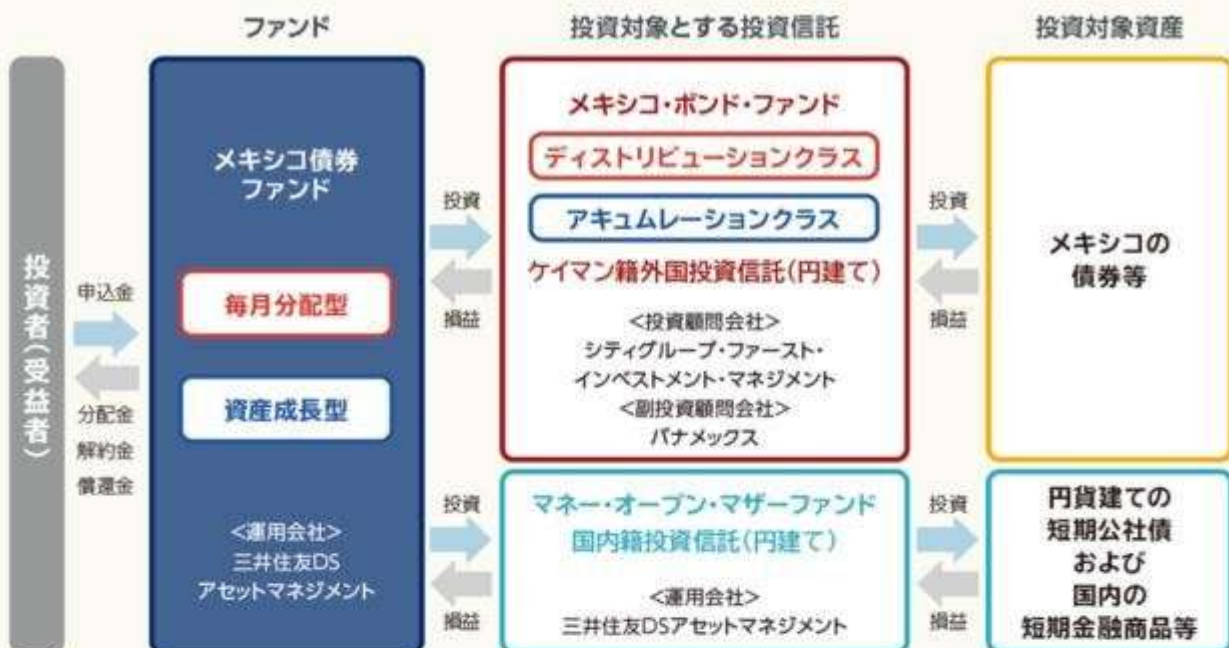 ファンド
投資対象とする投資信託
投資対象資産
投資者(受益者)
申込金
分配金
解約金
償還金
メキシコ債券
ファンド
毎月分配型
資産成長型
<運用会社>
三井住友DS
アセットマネジメント
投資
損益
投資
損益
メキシコ・ボンド・ファンド
ディストリビューションクラス
アキュムレーションクラス
ケイマン籍外国投資信託(円建て)
<投資顧問会社>
シティグループ・ファースト・
インベストメント・マネジメント
<副投資顧問会社>
バナメックス
マネー・オープン・マザーファンド
国内籍投資信託(円建て)
<運用会社>
三井住友DSアセットマネジメント
投資
損益
投資
損益
メキシコの
債券等
円貨建ての
短期公社債
および
国内の
短期金融商品等